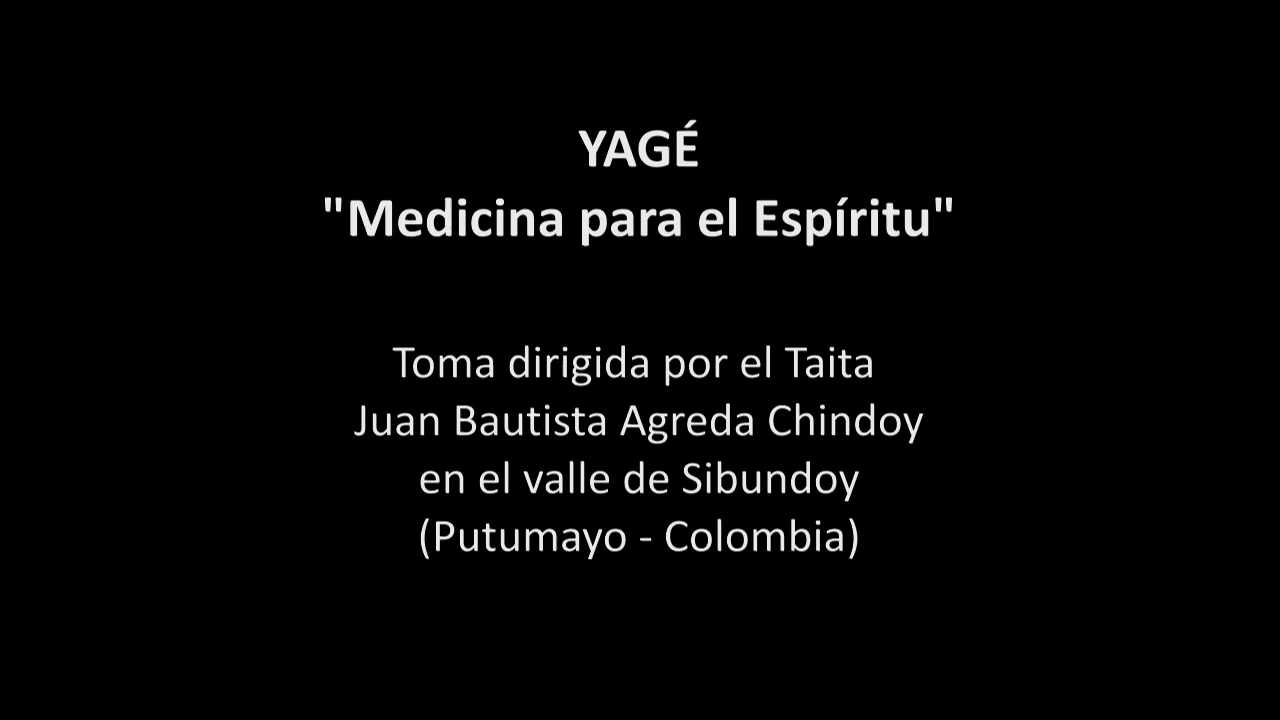 YAGÉ
"Medicina para el Espíritu"
Toma dirigida por el Taita
Juan Bautista Agreda Chindoy
en el valle de Sibundoy
(Putumayo - Colombia)